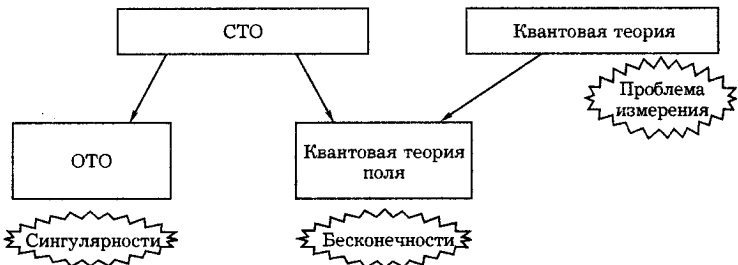 СТО
Квантовая теория
Проблема
измерения
ОТО
Квантовая теория
поля
Сингулярности
Бесконечности